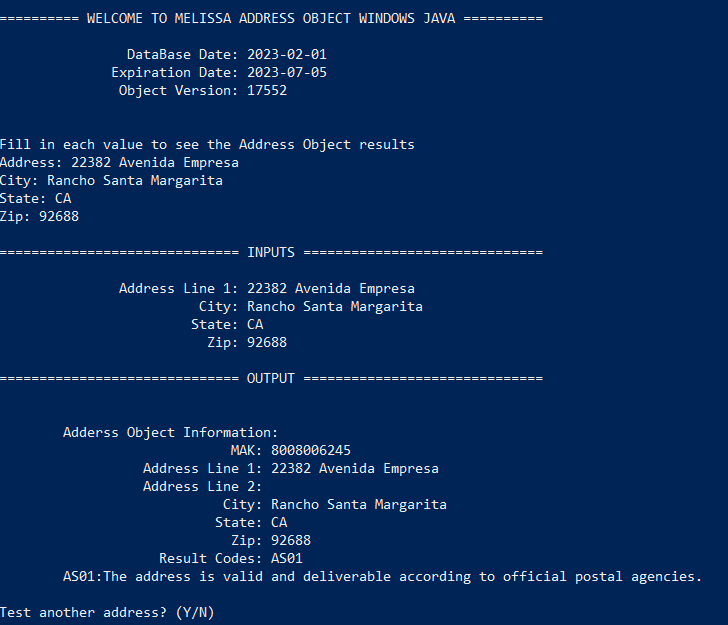 ========== WELCOME TO MELISSA ADDRESS OBJECT WINDOWS JAVA ==========
DataBase Date: 2023-02-01
Expiration Date: 2023-07-05
Object Version: 17552
Fill in each value to see the Address Object results
Address: 22382 Avenida Empresa
City: Rancho Santa Margarita
State: CA
Zip: 92688
============================== INPUTS ==============================
Address Line 1: 22382 Avenida Empresa
City: Rancho Santa Margarita
State: CA
Zip: 92688
============================== OUTPUT ==============================
Adderss Object Information:
MAK: 8008006245
Address Line 1: 22382 Avenida Empresa
Address Line 2:
City: Rancho Santa Margarita
State: CA
Zip: 92688
Result Codes: AS01
AS01:The address is valid and deliverable according to official postal agencies.
Test another address? (Y/N)